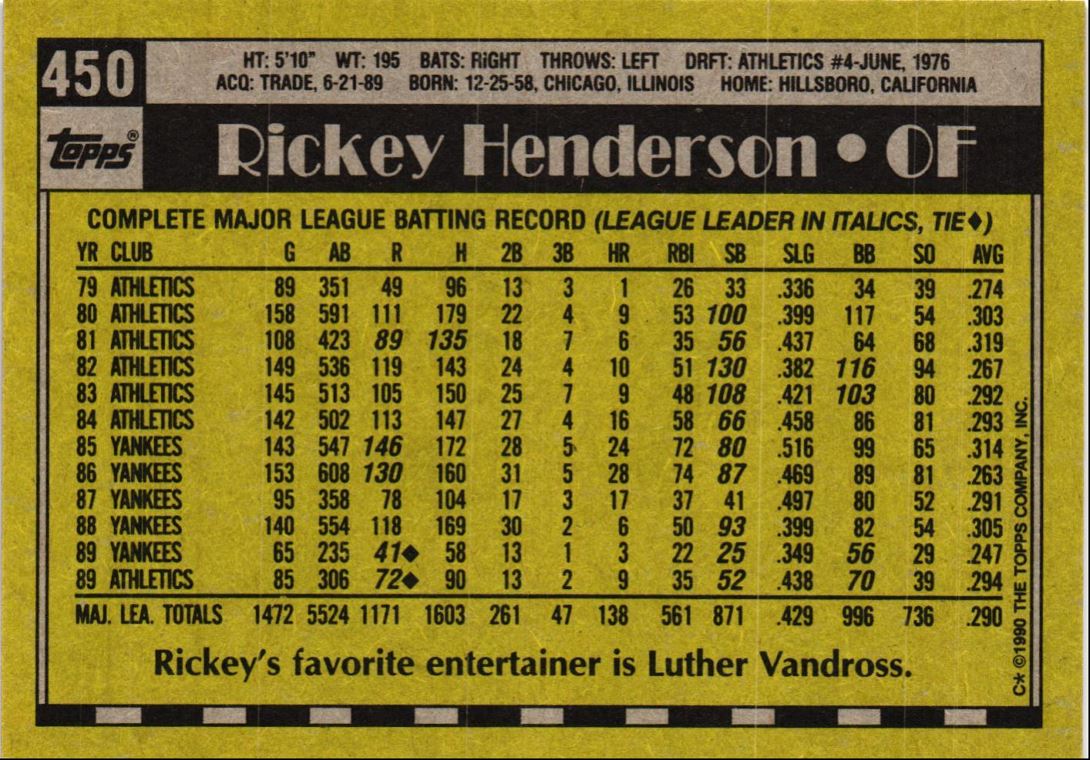 450
HT: 5'10" WT: 195 BATS: RIGHT THROWS: LEFT DRFT: ATHLETICS #4-JUNE, 1976
ACQ: TRADE, 6-21-89 BORN: 12-25-58, CHICAGO, ILLINOIS HOME: HILLSBORO, CALIFORNIA
topps®
Rickey Henderson • OF
COMPLETE MAJOR LEAGUE BATTING RECORD (LEAGUE LEADER IN ITALICS, TIE♦)
YR CLUB G AB R H 2B 3B HR RBI SB SLG BB SO AVG
79 ATHLETICS 89 351 49 96 13 3 1 26 33 .336 34 39 .274
80 ATHLETICS 158 591 111 179 22 4 9 53 100 .399 117 54 .303
81 ATHLETICS 108 423 89 135 18 7 6 35 56 .437 64 68 .319
82 ATHLETICS 149 536 119 143 24 4 10 51 130 .382 116 94 .267
83 ATHLETICS 145 513 105 150 25 7 9 48 108 .421 103 80 .292
84 ATHLETICS 142 502 113 147 27 4 16 58 66 .458 86 81 .293
85 YANKEES 143 547 146 172 28 5 24 72 80 .516 99 65 .314
86 YANKEES 153 608 130 160 31 5 28 74 87 .469 89 81 .263
87 YANKEES 95 358 78 104 17 3 17 37 41 .497 80 52 .291
88 YANKEES 140 554 118 169 30 2 6 50 93 .399 82 54 .305
89 YANKEES 65 235 41♦ 58 13 1 3 22 25 .349 56 29 .247
89 ATHLETICS 85 306 72♦ 90 13 2 9 35 52 .438 70 39 .294
MAJ. LEA. TOTALS 1472 5524 1171 1603 261 47 138 561 871 .429 996 736 .290
Rickey's favorite entertainer is Luther Vandross.
C* ©1990 THE TOPPS COMPANY, INC.